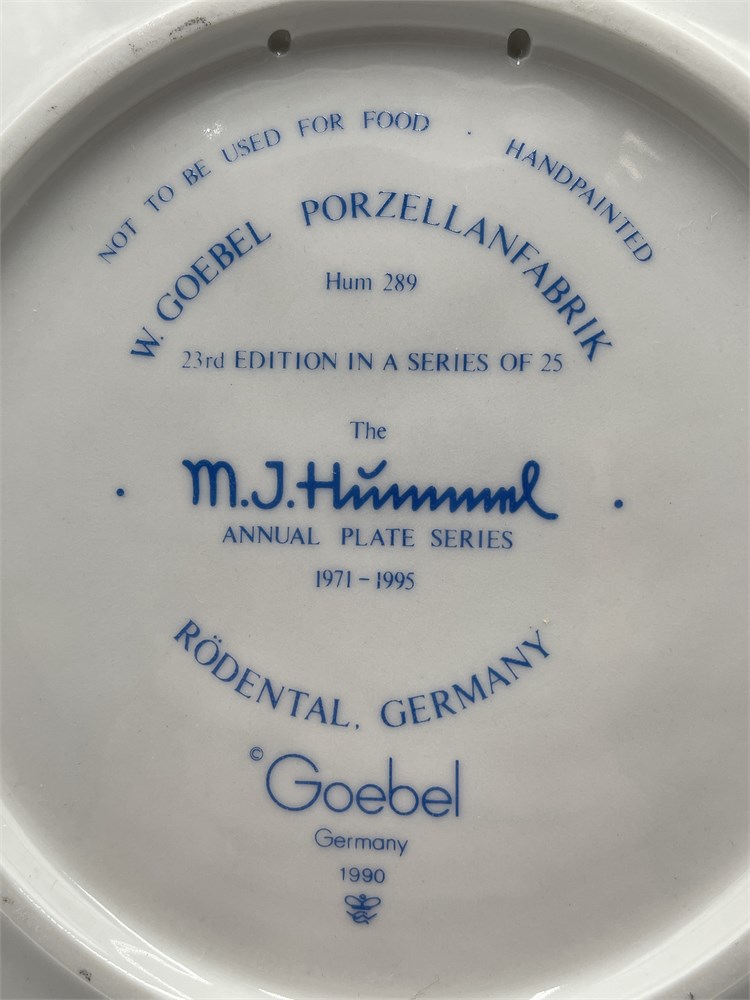 NOT TO BE USED FOR FOOD · HANDPAINTED
W. GOEBEL PORZELLANFABRIK
Hum 289
23rd EDITION IN A SERIES OF 25
The
· M.J.Hummel ·
ANNUAL PLATE SERIES
1971 – 1995
RÖDENTAL, GERMANY
© Goebel
Germany
1990